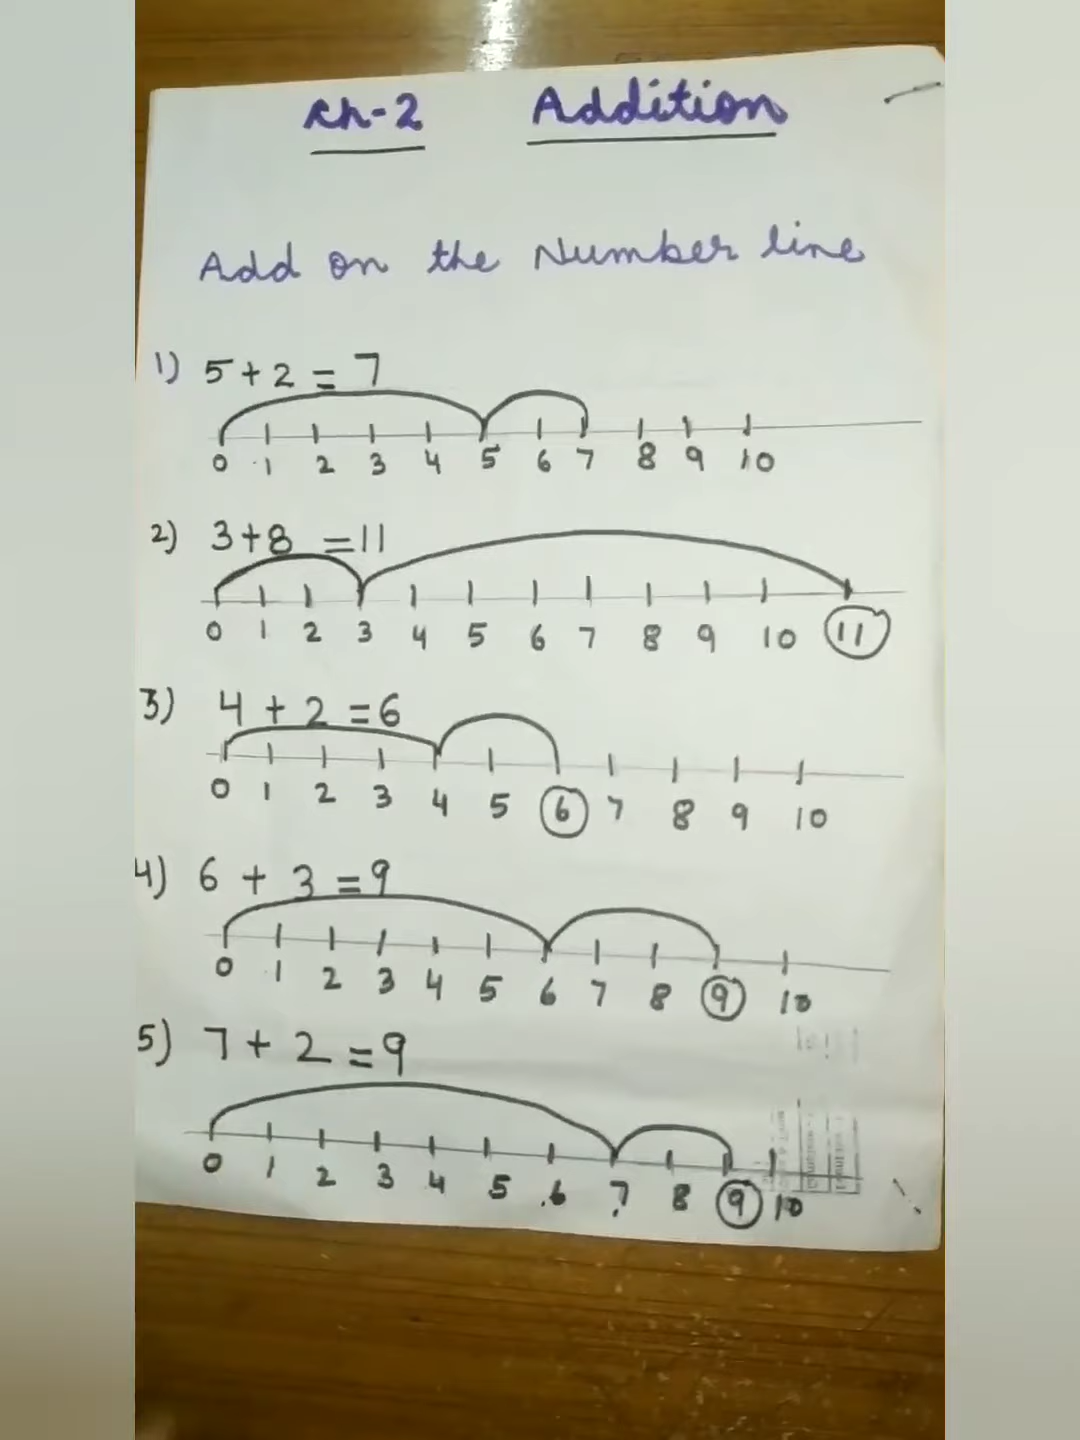 Ch-2 Addition
Add on the Number line
1) 5+2=7
0 1 2 3 4 5 6 7 8 9 10
2) 3+8=11
0 1 2 3 4 5 6 7 8 9 10 11
3) 4+2=6
0 1 2 3 4 5 6 7 8 9 10
4) 6+3=9
0 1 2 3 4 5 6 7 8 9 10
5) 7+2=9
0 1 2 3 4 5 6 7 8 9 10